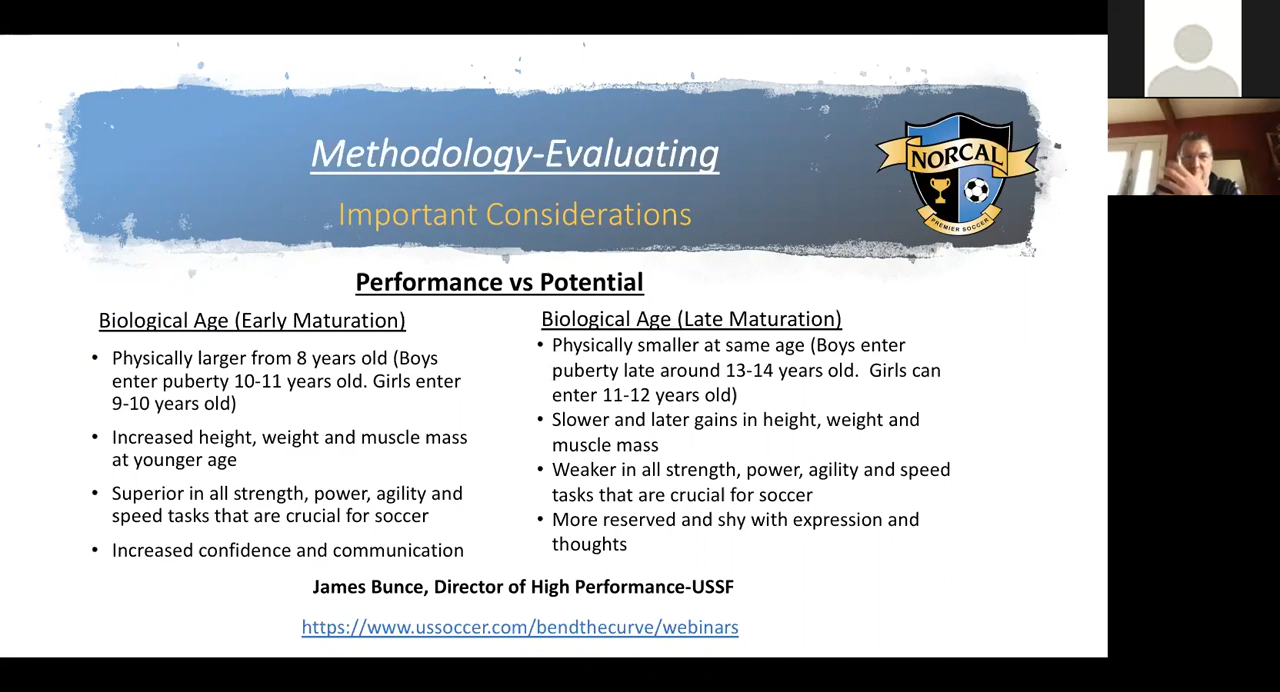 Methodology-Evaluating
Important Considerations
NORCAL
PREMIER SOCCER
Performance vs Potential
Biological Age (Early Maturation)
• Physically larger from 8 years old (Boys
enter puberty 10-11 years old. Girls enter
9-10 years old)
• Increased height, weight and muscle mass
at younger age
• Superior in all strength, power, agility and
speed tasks that are crucial for soccer
• Increased confidence and communication
Biological Age (Late Maturation)
• Physically smaller at same age (Boys enter
puberty late around 13-14 years old.  Girls can
enter 11-12 years old)
• Slower and later gains in height, weight and
muscle mass
• Weaker in all strength, power, agility and speed
tasks that are crucial for soccer
• More reserved and shy with expression and
thoughts
James Bunce, Director of High Performance-USSF
https://www.ussoccer.com/bendthecurve/webinars